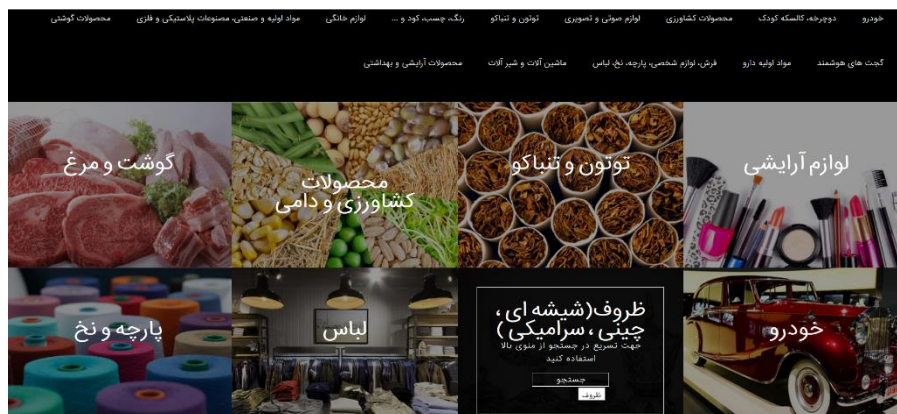 خودرو دوچرخه، کالسکه کودک محصولات کشاورزی لوازم صوتی و تصویری توتون و تنباکو رنگ، چسب، کود و ... لوازم خانگی مواد اولیه و صنعتی، مصنوعات پلاستیکی و فلزی محصولات گوشتی
گجت های هوشمند مواد اولیه دارو فرش، لوازم شخصی، پارچه، نخ، لباس ماشین آلات و شیر آلات محصولات آرایشی و بهداشتی
لوازم آرایشی
توتون و تنباکو
محصولات
کشاورزی و دامی
گوشت و مرغ
خودرو
ظروف(شیشه ای ،
چینی ، سرامیکی )
جهت تسریع در جستجو از منوی بالا
استفاده کنید
جستجو
ظروف
لباس
پارچه و نخ